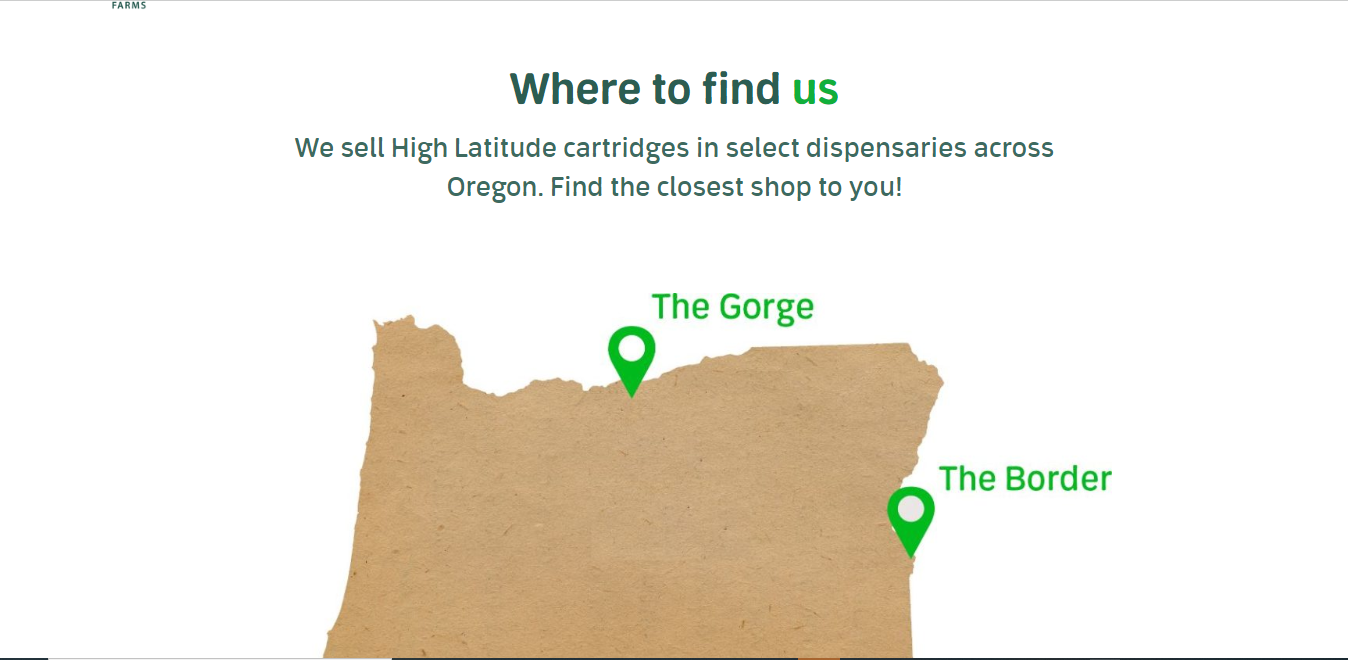 FARMS
Where to find us
We sell High Latitude cartridges in select dispensaries across
Oregon. Find the closest shop to you!
The Gorge
The Border